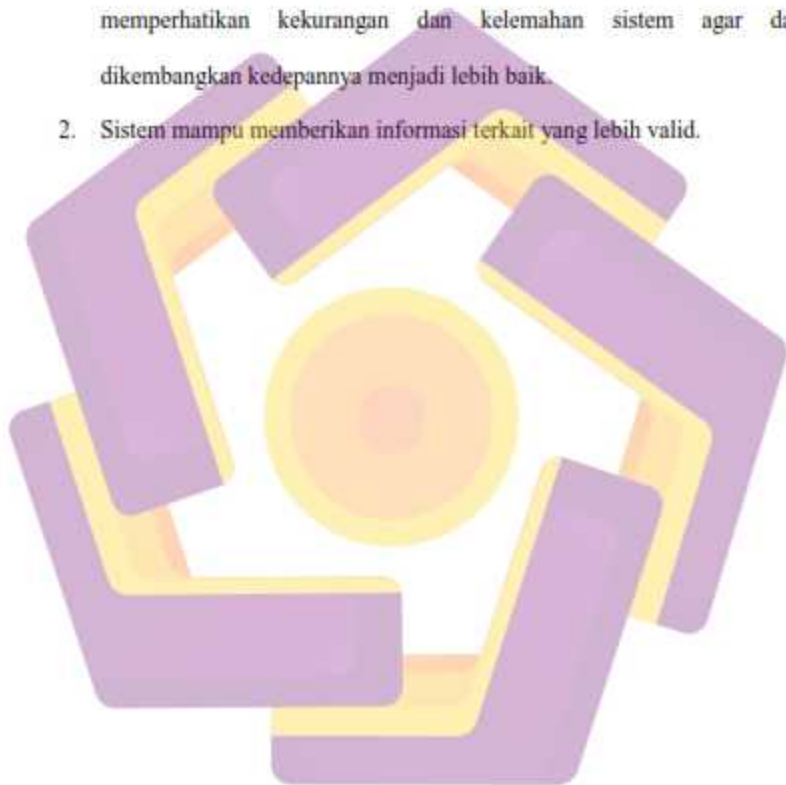 memperhatikan kekurangan dan kelemahan sistem agar da
dikembangkan kedepannya menjadi lebih baik.
2. Sistem mampu memberikan informasi terkait yang lebih valid.